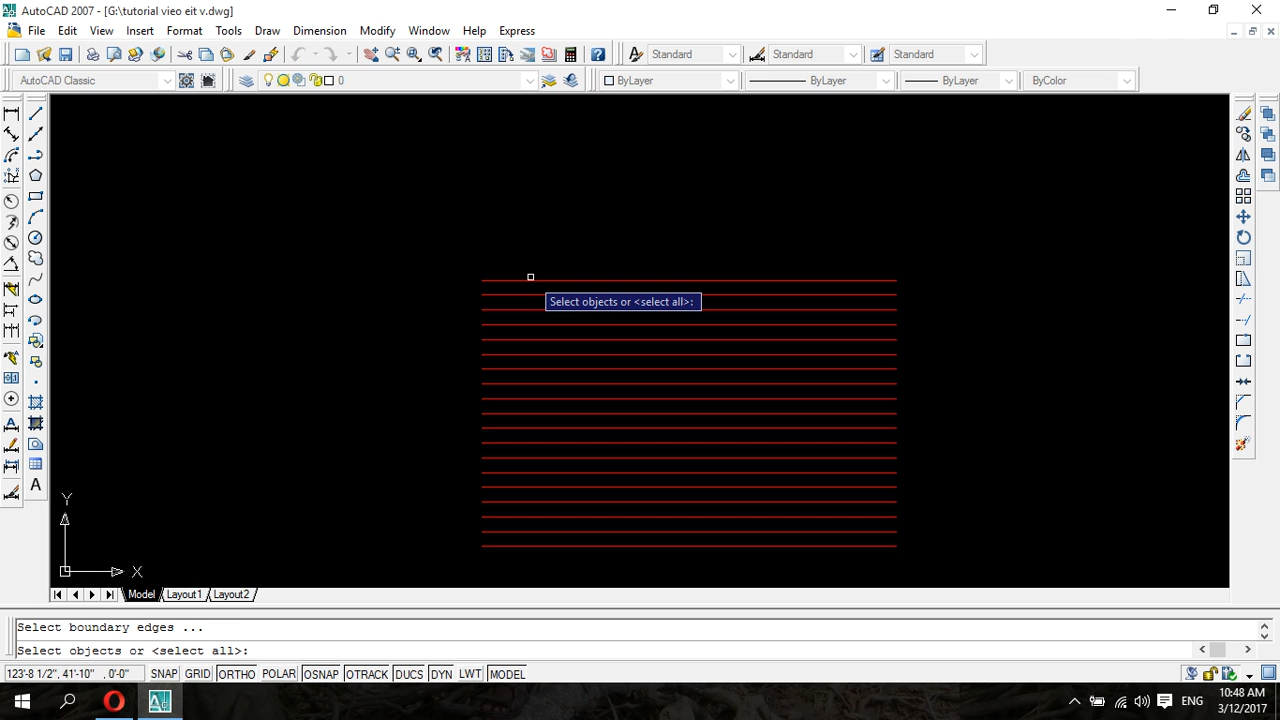 AutoCAD 2007 - [G:\tutorial vieo eit v.dwg]
File Edit View Insert Format Tools Draw Dimension Modify Window Help Express
Standard Standard Standard
AutoCAD Classic 0 ByLayer ByLayer ByLayer ByColor
Select objects or <select all>:
A
A
Y
X
Model Layout1 Layout2
Select boundary edges ...
Select objects or <select all>:
123'-8 1/2", 41'-10" , 0'-0" SNAP GRID ORTHO POLAR OSNAP OTRACK DUCS DYN LWT MODEL
ENG
10:48 AM
3/12/2017